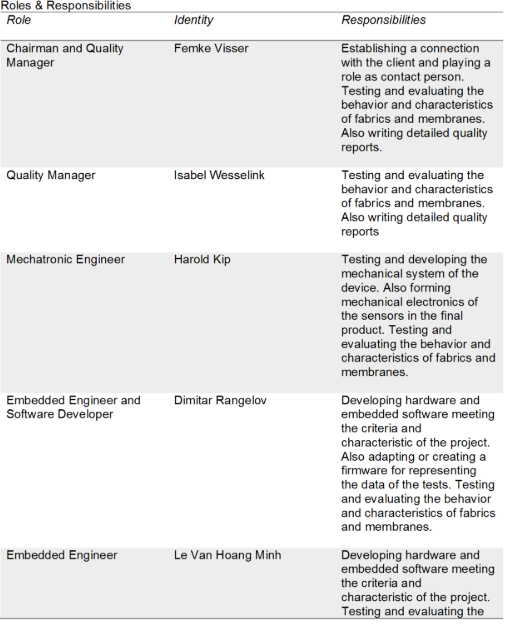 Roles & Responsibilities
Role Identity Responsibilities
Chairman and Quality Manager Femke Visser Establishing a connection
with the client and playing a
role as contact person.
Testing and evaluating the
behavior and characteristics
of fabrics and membranes.
Also writing detailed quality
reports.
Quality Manager Isabel Wesselink Testing and evaluating the
behavior and characteristics
of fabrics and membranes.
Also writing detailed quality
reports
Mechatronic Engineer Harold Kip Testing and developing the
mechanical system of the
device. Also forming
mechanical electronics of
the sensors in the final
product. Testing and
evaluating the behavior and
characteristics of fabrics and
membranes.
Embedded Engineer and Software Developer Dimitar Rangelov Developing hardware and
embedded software meeting
the criteria and
characteristic of the project.
Also adapting or creating a
firmware for representing
the data of the tests. Testing
and evaluating the behavior
and characteristics of fabrics
and membranes.
Embedded Engineer Le Van Hoang Minh Developing hardware and
embedded software meeting
the criteria and
characteristic of the project.
Testing and evaluating the